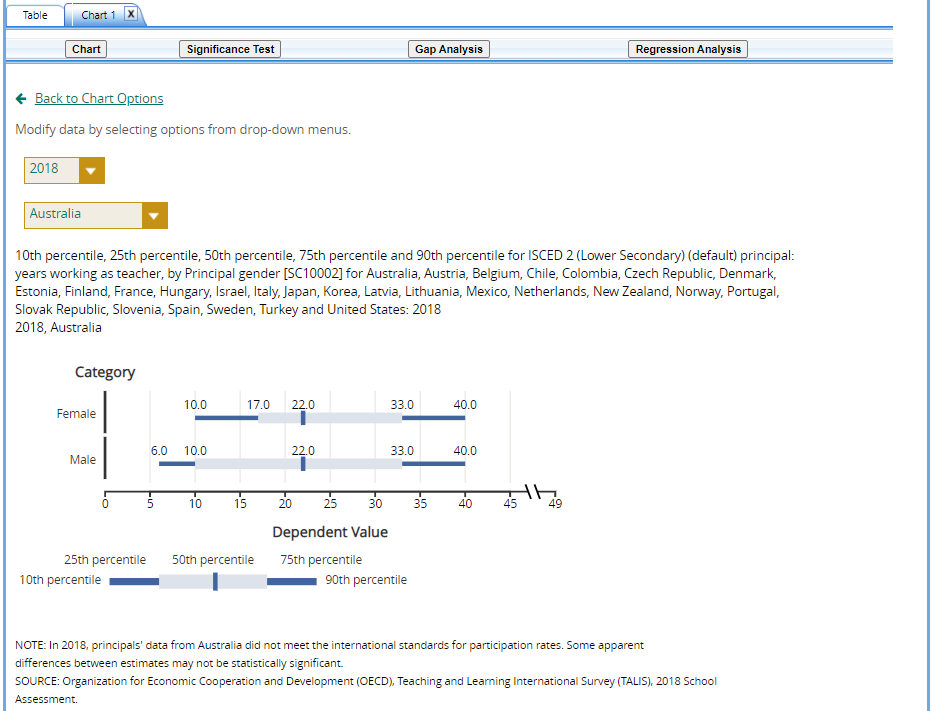 Table Chart 1 X
Chart Significance Test Gap Analysis Regression Analysis
Back to Chart Options
Modify data by selecting options from drop-down menus.
2018
Australia
10th percentile, 25th percentile, 50th percentile, 75th percentile and 90th percentile for ISCED 2 (Lower Secondary) (default) principal:
years working as teacher, by Principal gender [SC10002] for Australia, Austria, Belgium, Chile, Colombia, Czech Republic, Denmark,
Estonia, Finland, France, Hungary, Israel, Italy, Japan, Korea, Latvia, Lithuania, Mexico, Netherlands, New Zealand, Norway, Portugal,
Slovak Republic, Slovenia, Spain, Sweden, Turkey and United States: 2018
2018, Australia
Category
10.0 17.0 22.0 33.0 40.0
Female
6.0 10.0 22.0 33.0 40.0
Male
0 5 10 15 20 25 30 35 40 45 49
Dependent Value
25th percentile 50th percentile 75th percentile
10th percentile 90th percentile
NOTE: In 2018, principals' data from Australia did not meet the international standards for participation rates. Some apparent
differences between estimates may not be statistically significant.
SOURCE: Organization for Economic Cooperation and Development (OECD), Teaching and Learning International Survey (TALIS), 2018 School
Assessment.